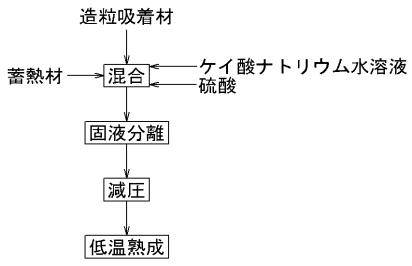 造粒吸着材
蓄熱材
混合
ケイ酸ナトリウム水溶液
硫酸
固液分離
減圧
低温熟成